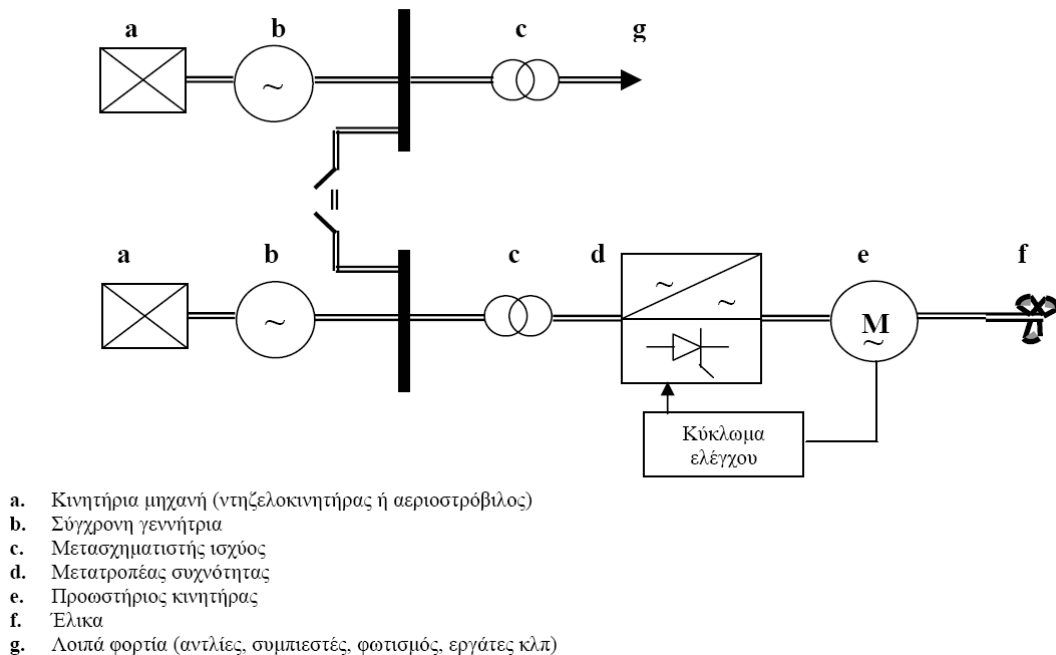 a b c g
~
a b c d e f
~ ~ ~ M
~
Κύκλωμα
ελέγχου
a. Κινητήρια μηχανή (ντηζελοκινητήρας ή αεριοστρόβιλος)
b. Σύγχρονη γεννήτρια
c. Μετασχηματιστής ισχύος
d. Μετατροπέας συχνότητας
e. Προωστήριος κινητήρας
f. Έλικα
g. Λοιπά φορτία (αντλίες, συμπιεστές, φωτισμός, εργάτες κλπ)